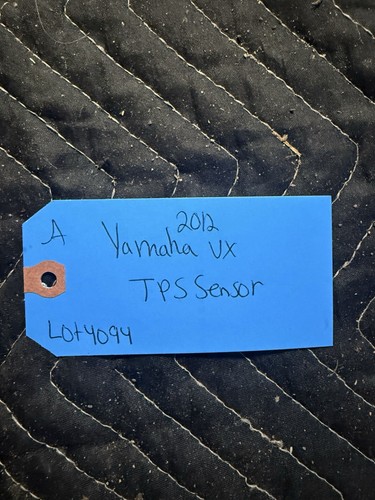 A
2012
Yamaha VX
TPS Sensor
Lot4094